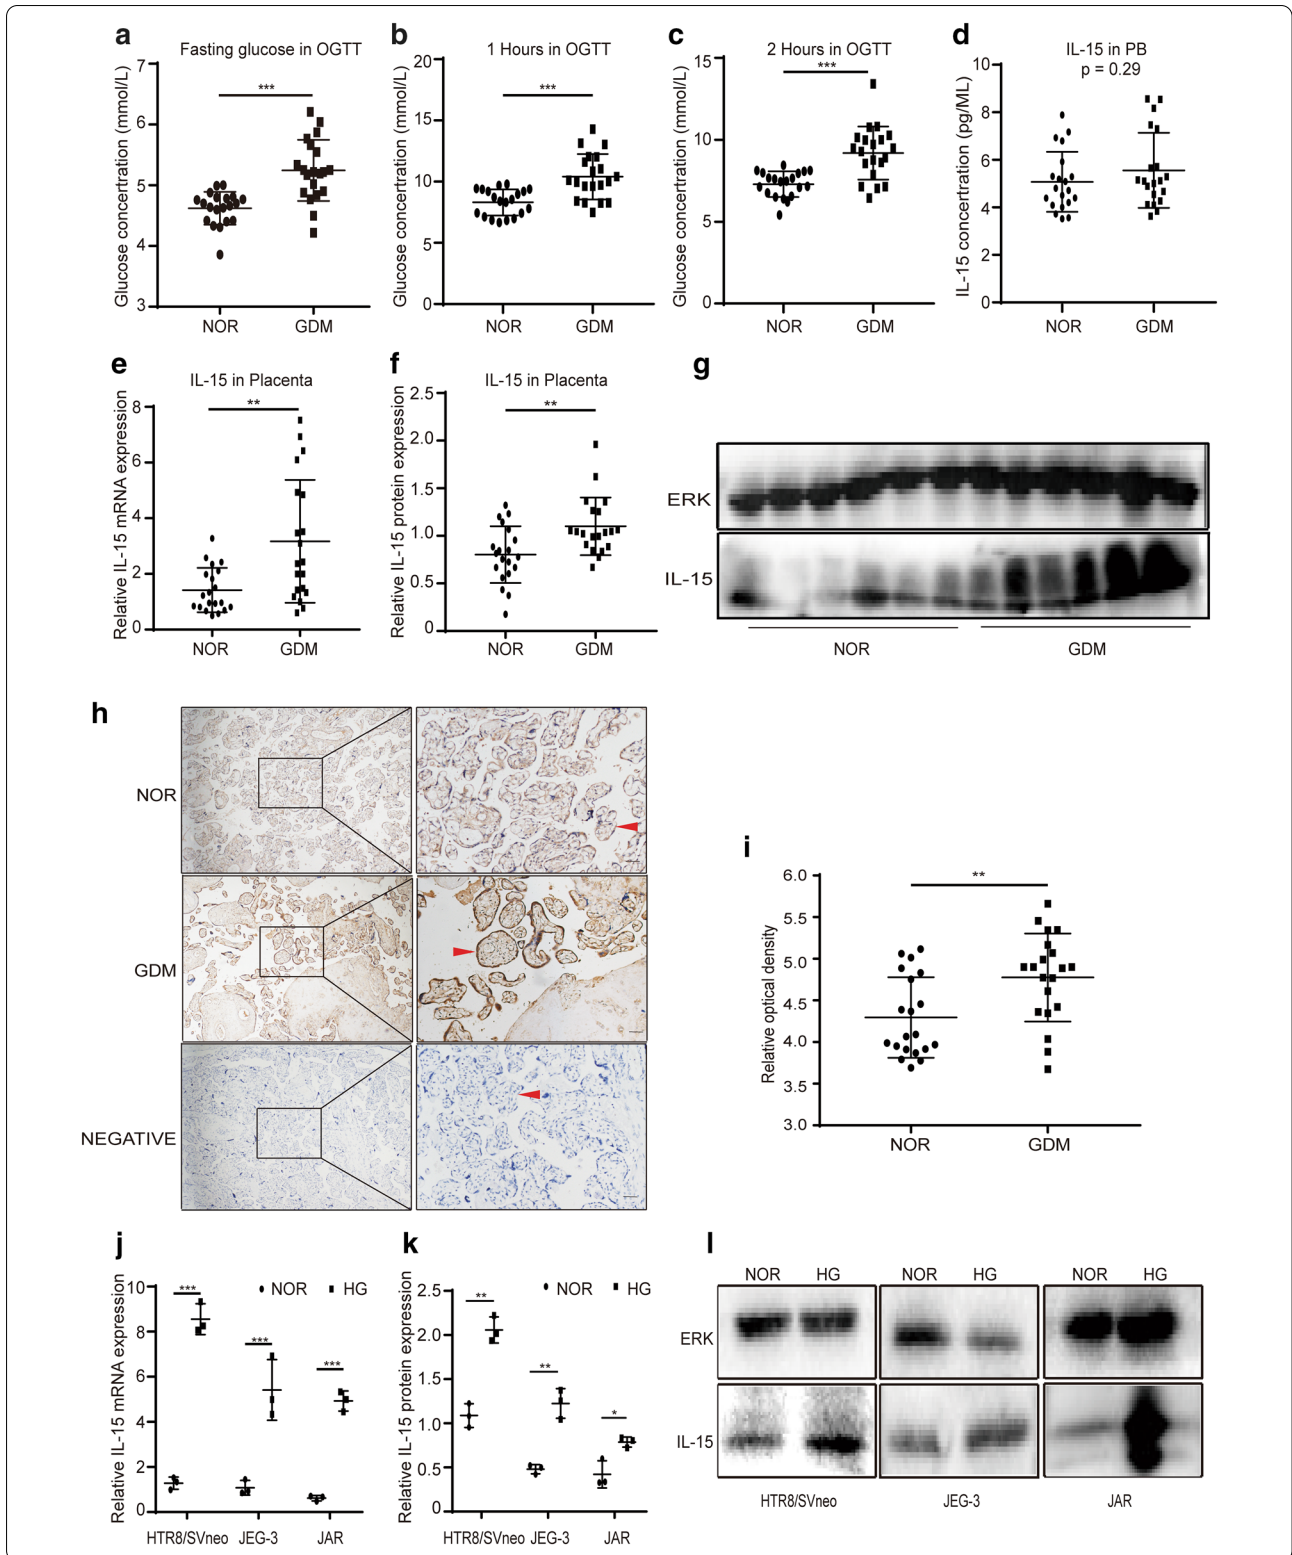 a
Fasting glucose in OGTT
Glucose concertration (mmol/L)
7
6
5
4
3
***
NOR GDM
b
1 Hours in OGTT
Glucose concertration (mmol/L)
20
15
10
5
0
***
NOR GDM
c
2 Hours in OGTT
Glucose concertration (mmol/L)
15
10
5
0
***
NOR GDM
d
IL-15 in PB
p = 0.29
IL-15 concertration (pg/ML)
10
8
6
4
2
0
NOR GDM
e
IL-15 in Placenta
Relative IL-15 mRNA expression
8
6
4
2
0
**
NOR GDM
f
IL-15 in Placenta
Relative IL-15 protein expression
2.5
2.0
1.5
1.0
0.5
0
**
NOR GDM
g
ERK
IL-15
NOR GDM
h
NOR
GDM
NEGATIVE
i
Relative optical density
6.0
5.5
5.0
4.5
4.0
3.5
3.0
**
NOR GDM
j
Relative IL-15 mRNA expression
10
8
6
4
2
0
NOR HG
***
***
***
HTR8/SVneo JEG-3 JAR
k
Relative IL-15 protein expression
2.5
2.0
1.5
1.0
0.5
0
NOR HG
**
**
*
HTR8/SVneo JEG-3 JAR
l
NOR HG NOR HG NOR HG
ERK
IL-15
HTR8/SVneo JEG-3 JAR